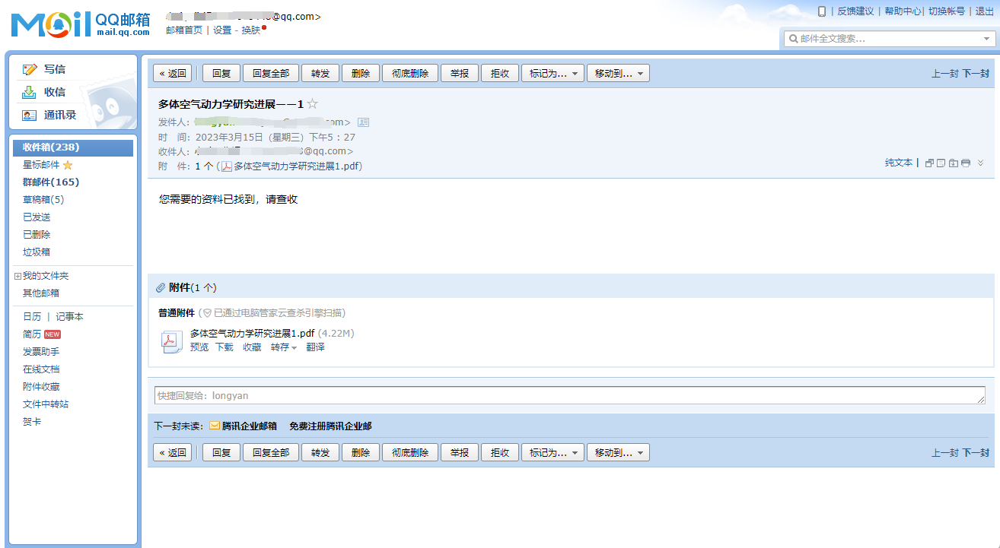 MOil QQ邮箱 mail.qq.com
@qq.com>
邮箱首页 | 设置 - 换肤
| 反馈建议 | 帮助中心 | 切换帐号 | 退出
邮件全文搜索...
写信
收信
通讯录
收件箱(238)
星标邮件
群邮件(165)
草稿箱(5)
已发送
已删除
垃圾箱
我的文件夹
其他邮箱
日历 | 记事本
简历 NEW
发票助手
在线文档
附件收藏
文件中转站
贺卡
« 返回 回复 回复全部 转发 删除 彻底删除 举报 拒收 标记为... 移动到... 上一封 下一封
多体空气动力学研究进展——1
发件人: om>
时 间: 2023年3月15日 (星期三) 下午5:27
收件人: @qq.com>
附 件: 1 个 (多体空气动力学研究进展1.pdf)
纯文本 |
您需要的资料已找到，请查收
附件(1 个)
普通附件 (已通过电脑管家云查杀引擎扫描)
多体空气动力学研究进展1.pdf (4.22M)
预览 下载 收藏 转存 翻译
快捷回复给: longyan
下一封未读: 腾讯企业邮箱 免费注册腾讯企业邮
« 返回 回复 回复全部 转发 删除 彻底删除 举报 拒收 标记为... 移动到... 上一封 下一封